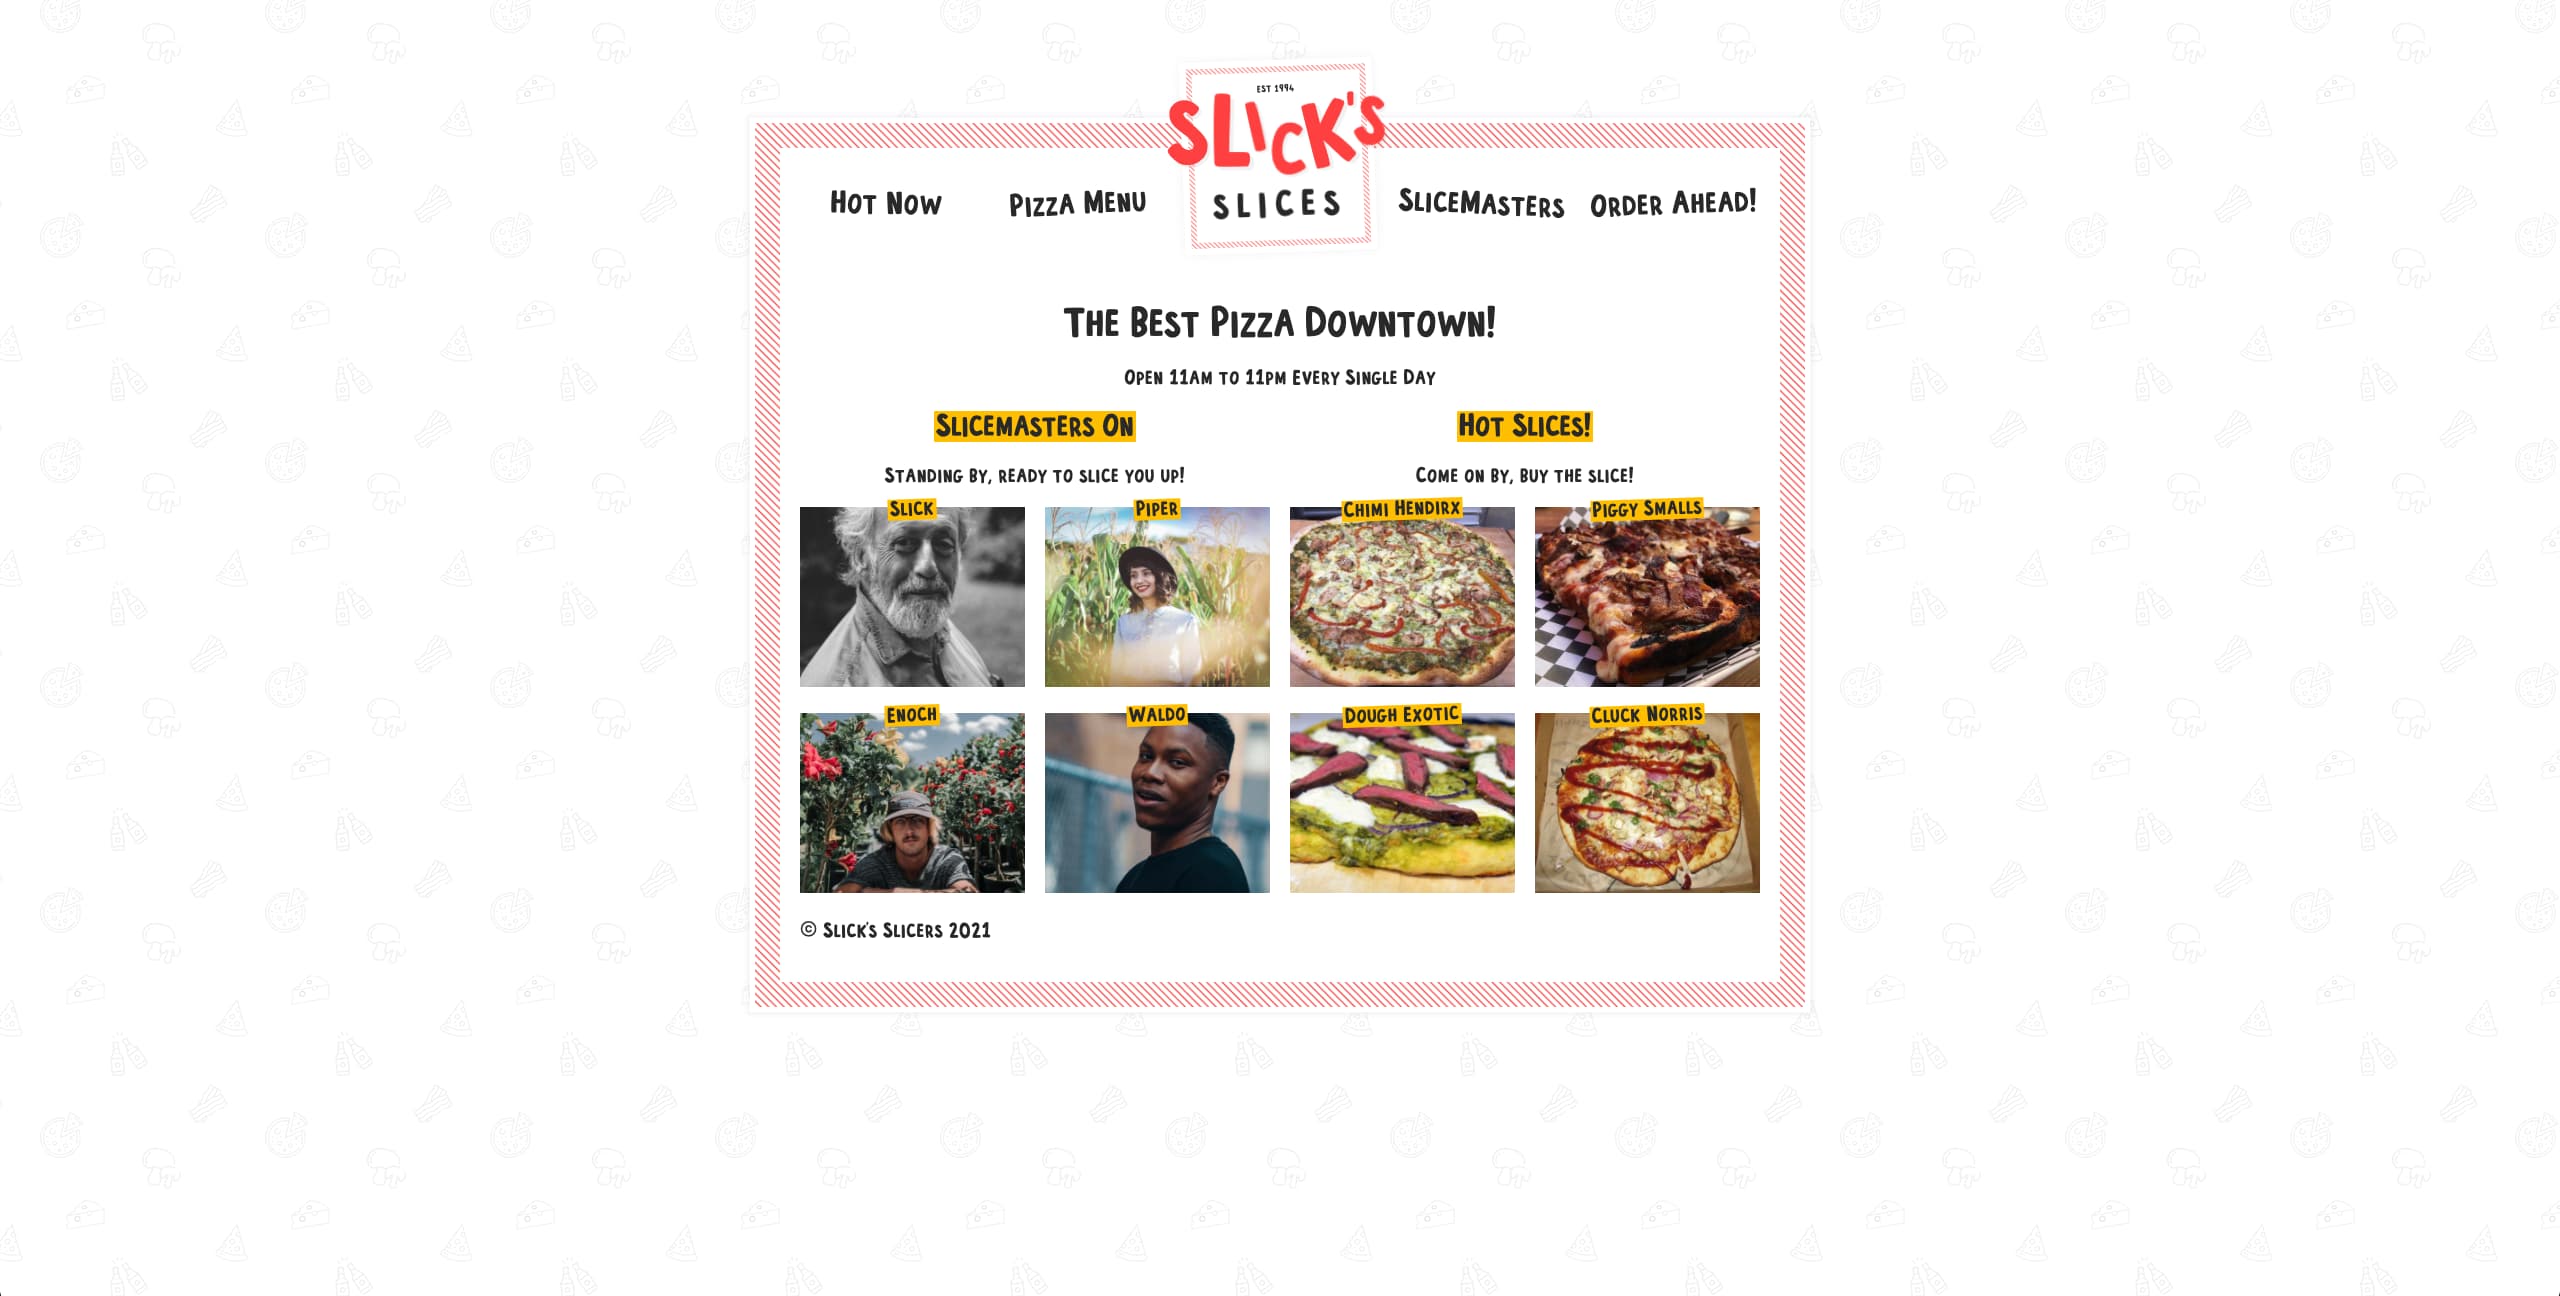 EST 1994
SLICK'S
SLICES
Hot Now
Pizza Menu
SliceMasters
Order Ahead!
The Best Pizza Downtown!
Open 11am to 11pm Every Single Day
Slicemasters On
Standing by, ready to slice you up!
Slick
Piper
Enoch
Waldo
Hot Slices!
Come on by, buy the slice!
Chimi Hendirx
Piggy Smalls
Dough Exotic
Cluck Norris
© Slick's Slicers 2021